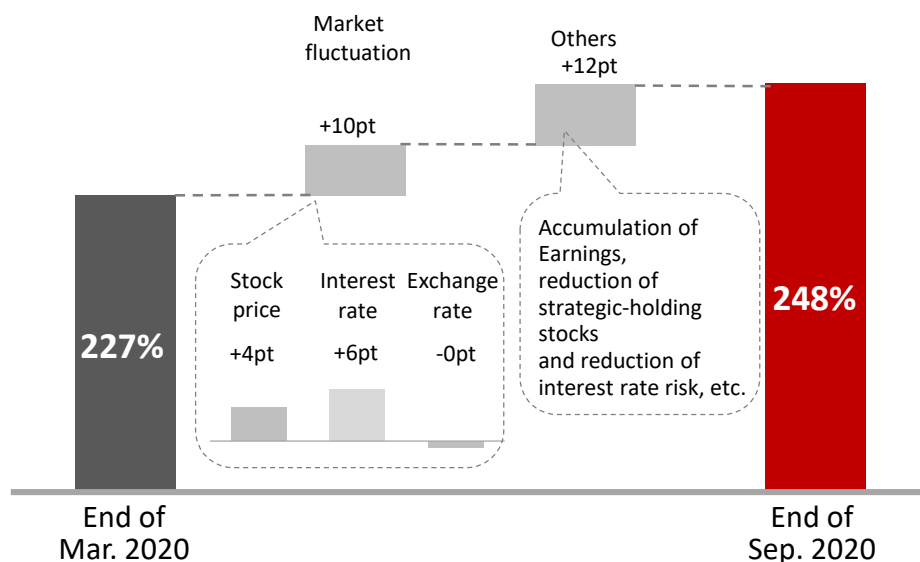 Market
fluctuation
+10pt
Others
+12pt
227%
Stock
price
+4pt
Interest
rate
+6pt
Exchange
rate
-0pt
Accumulation of
Earnings,
reduction of
strategic-holding
stocks
and reduction of
interest rate risk, etc.
248%
End of
Mar. 2020
End of
Sep. 2020